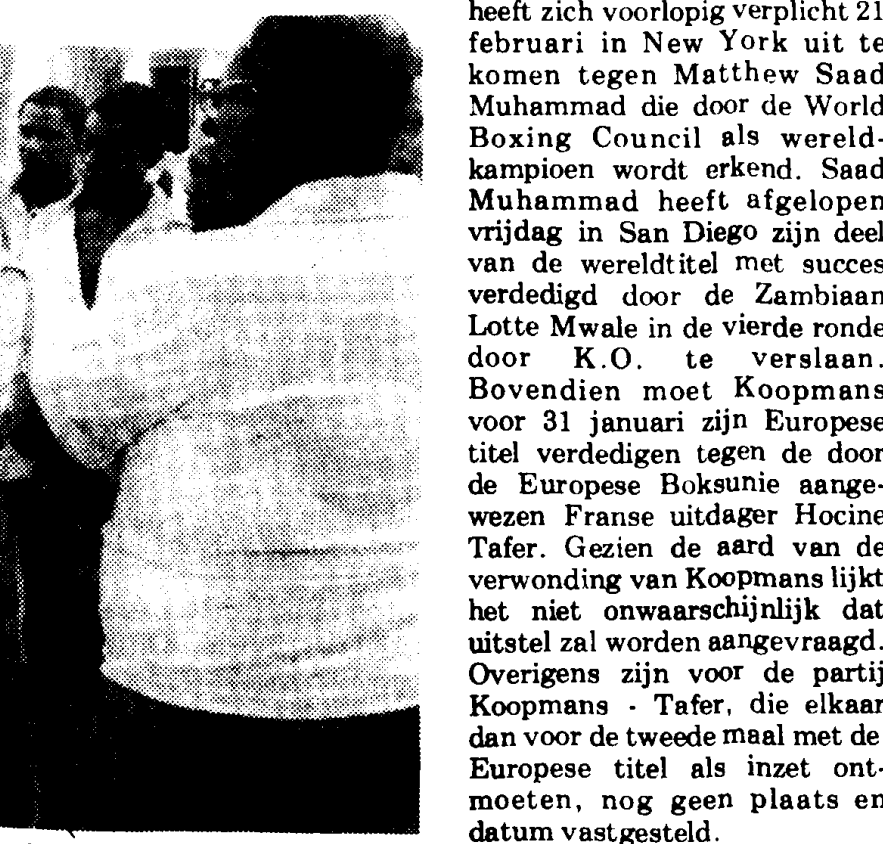 heeft zich voorlopig verplicht 21
februari in New York uit te
komen tegen Matthew Saad
Muhammad die door de World
Boxing Council als wereld-
kampioen wordt erkend. Saad
Muhammad heeft afgelopen
vrijdag in San Diego zijn deel
van de wereldtitel met succes
verdedigd door de Zambiaan
Lotte Mwale in de vierde ronde
door K.O. te verslaan.
Bovendien moet Koopmans
voor 31 januari zijn Europese
titel verdedigen tegen de door
de Europese Boksunie aange-
wezen Franse uitdager Hocine
Tafer. Gezien de aard van de
verwonding van Koopmans lijkt
het niet onwaarschijnlijk dat
uitstel zal worden aangevraagd.
Overigens zijn voor de partij
Koopmans - Tafer, die elkaar
dan voor de tweede maal met de
Europese titel als inzet ont-
moeten, nog geen plaats en
datum vastgesteld.